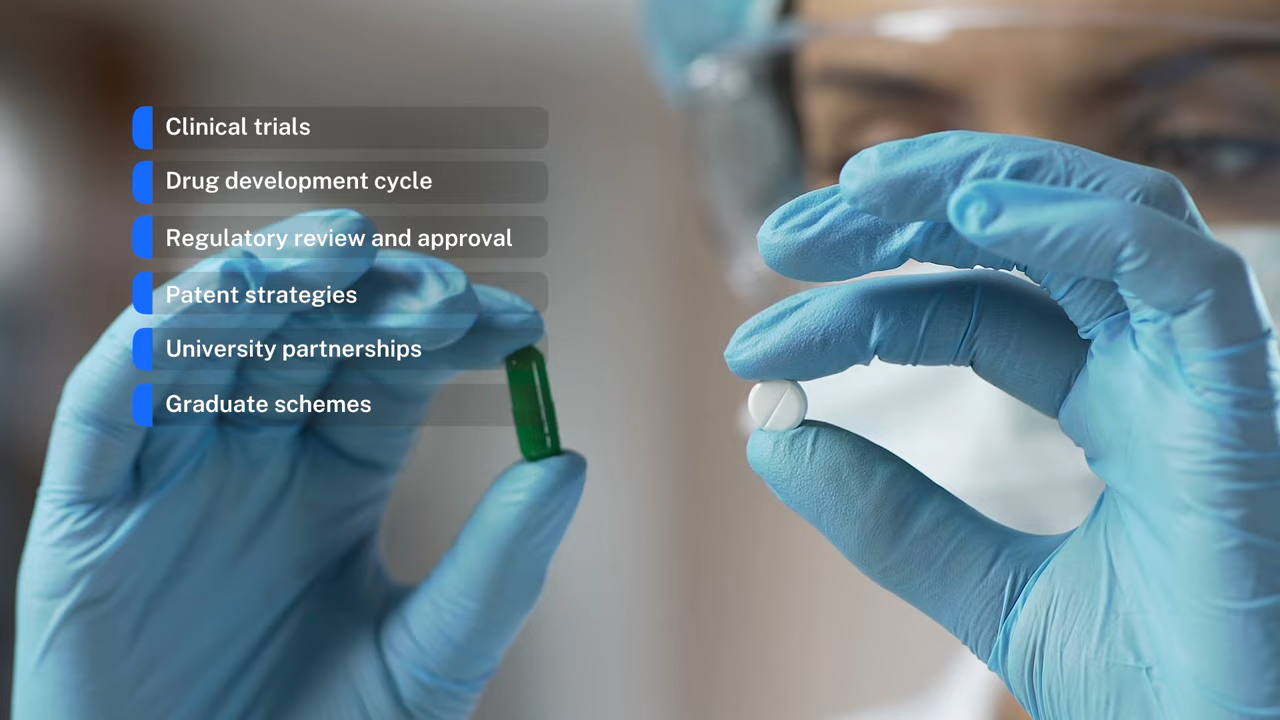 Clinical trials
Drug development cycle
Regulatory review and approval
Patent strategies
University partnerships
Graduate schemes